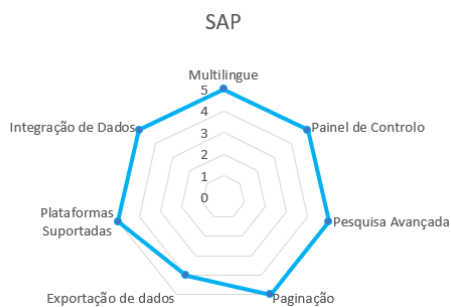 SAP
Multilingue
5
4
3
2
1
0
Painel de Controlo
Integração de Dados
Pesquisa Avançada
Plataformas
Suportadas
Paginação
Exportação de dados